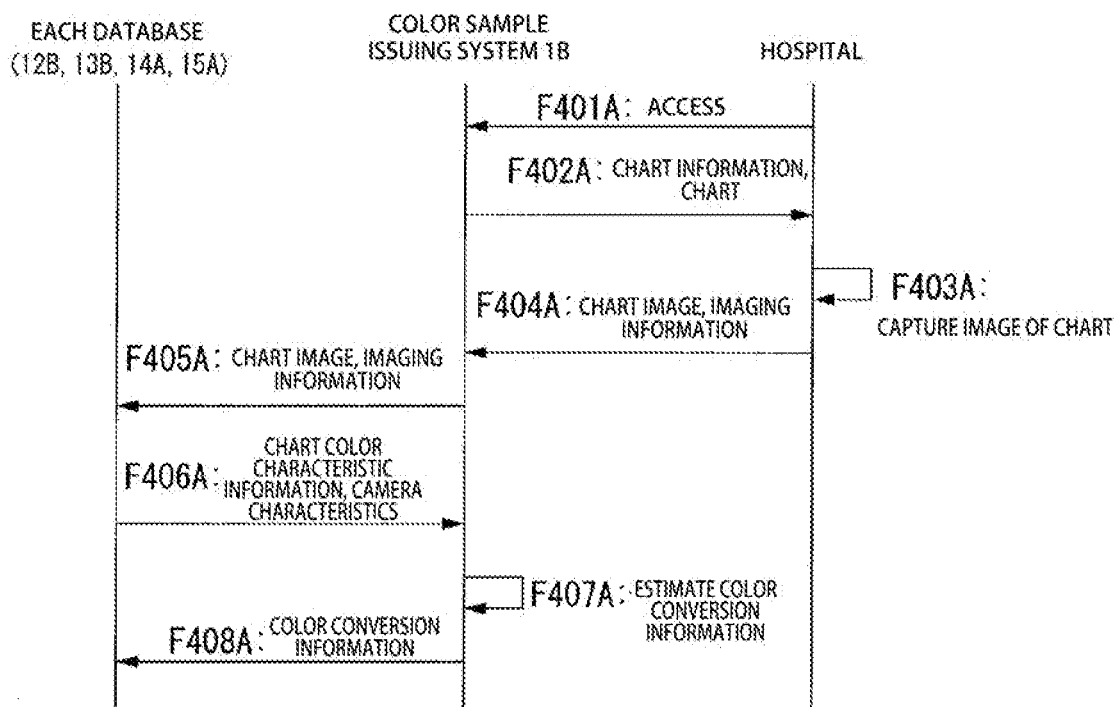 EACH DATABASE
(12B, 13B, 14A, 15A)
COLOR SAMPLE
ISSUING SYSTEM 1B
HOSPITAL
F401A: ACCESS
F402A: CHART INFORMATION,
CHART
F403A:
CAPTURE IMAGE OF CHART
F404A: CHART IMAGE, IMAGING
INFORMATION
F405A: CHART IMAGE, IMAGING
INFORMATION
CHART COLOR
CHARACTERISTIC
F406A: INFORMATION, CAMERA
CHARACTERISTICS
F407A: ESTIMATE COLOR
CONVERSION
INFORMATION
F408A: COLOR CONVERSION
INFORMATION